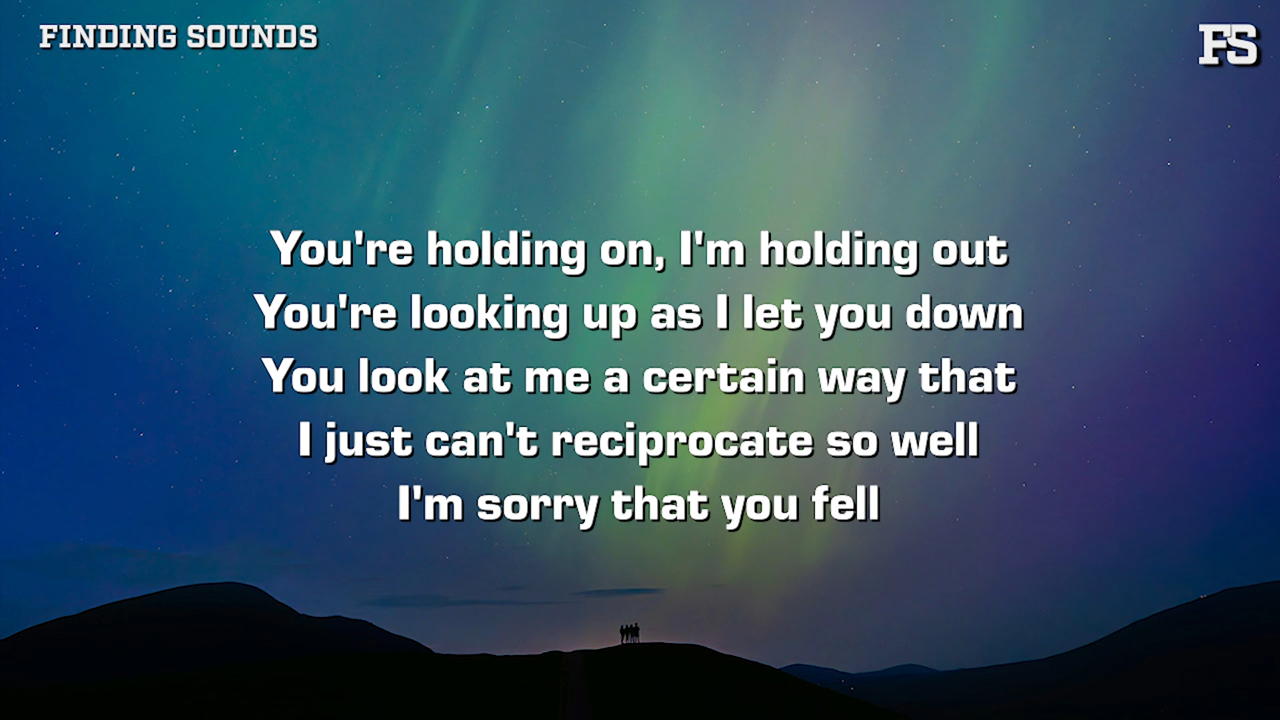 FINDING SOUNDS
FS
You're holding on, I'm holding out
You're looking up as I let you down
You look at me a certain way that
I just can't reciprocate so well
I'm sorry that you fell